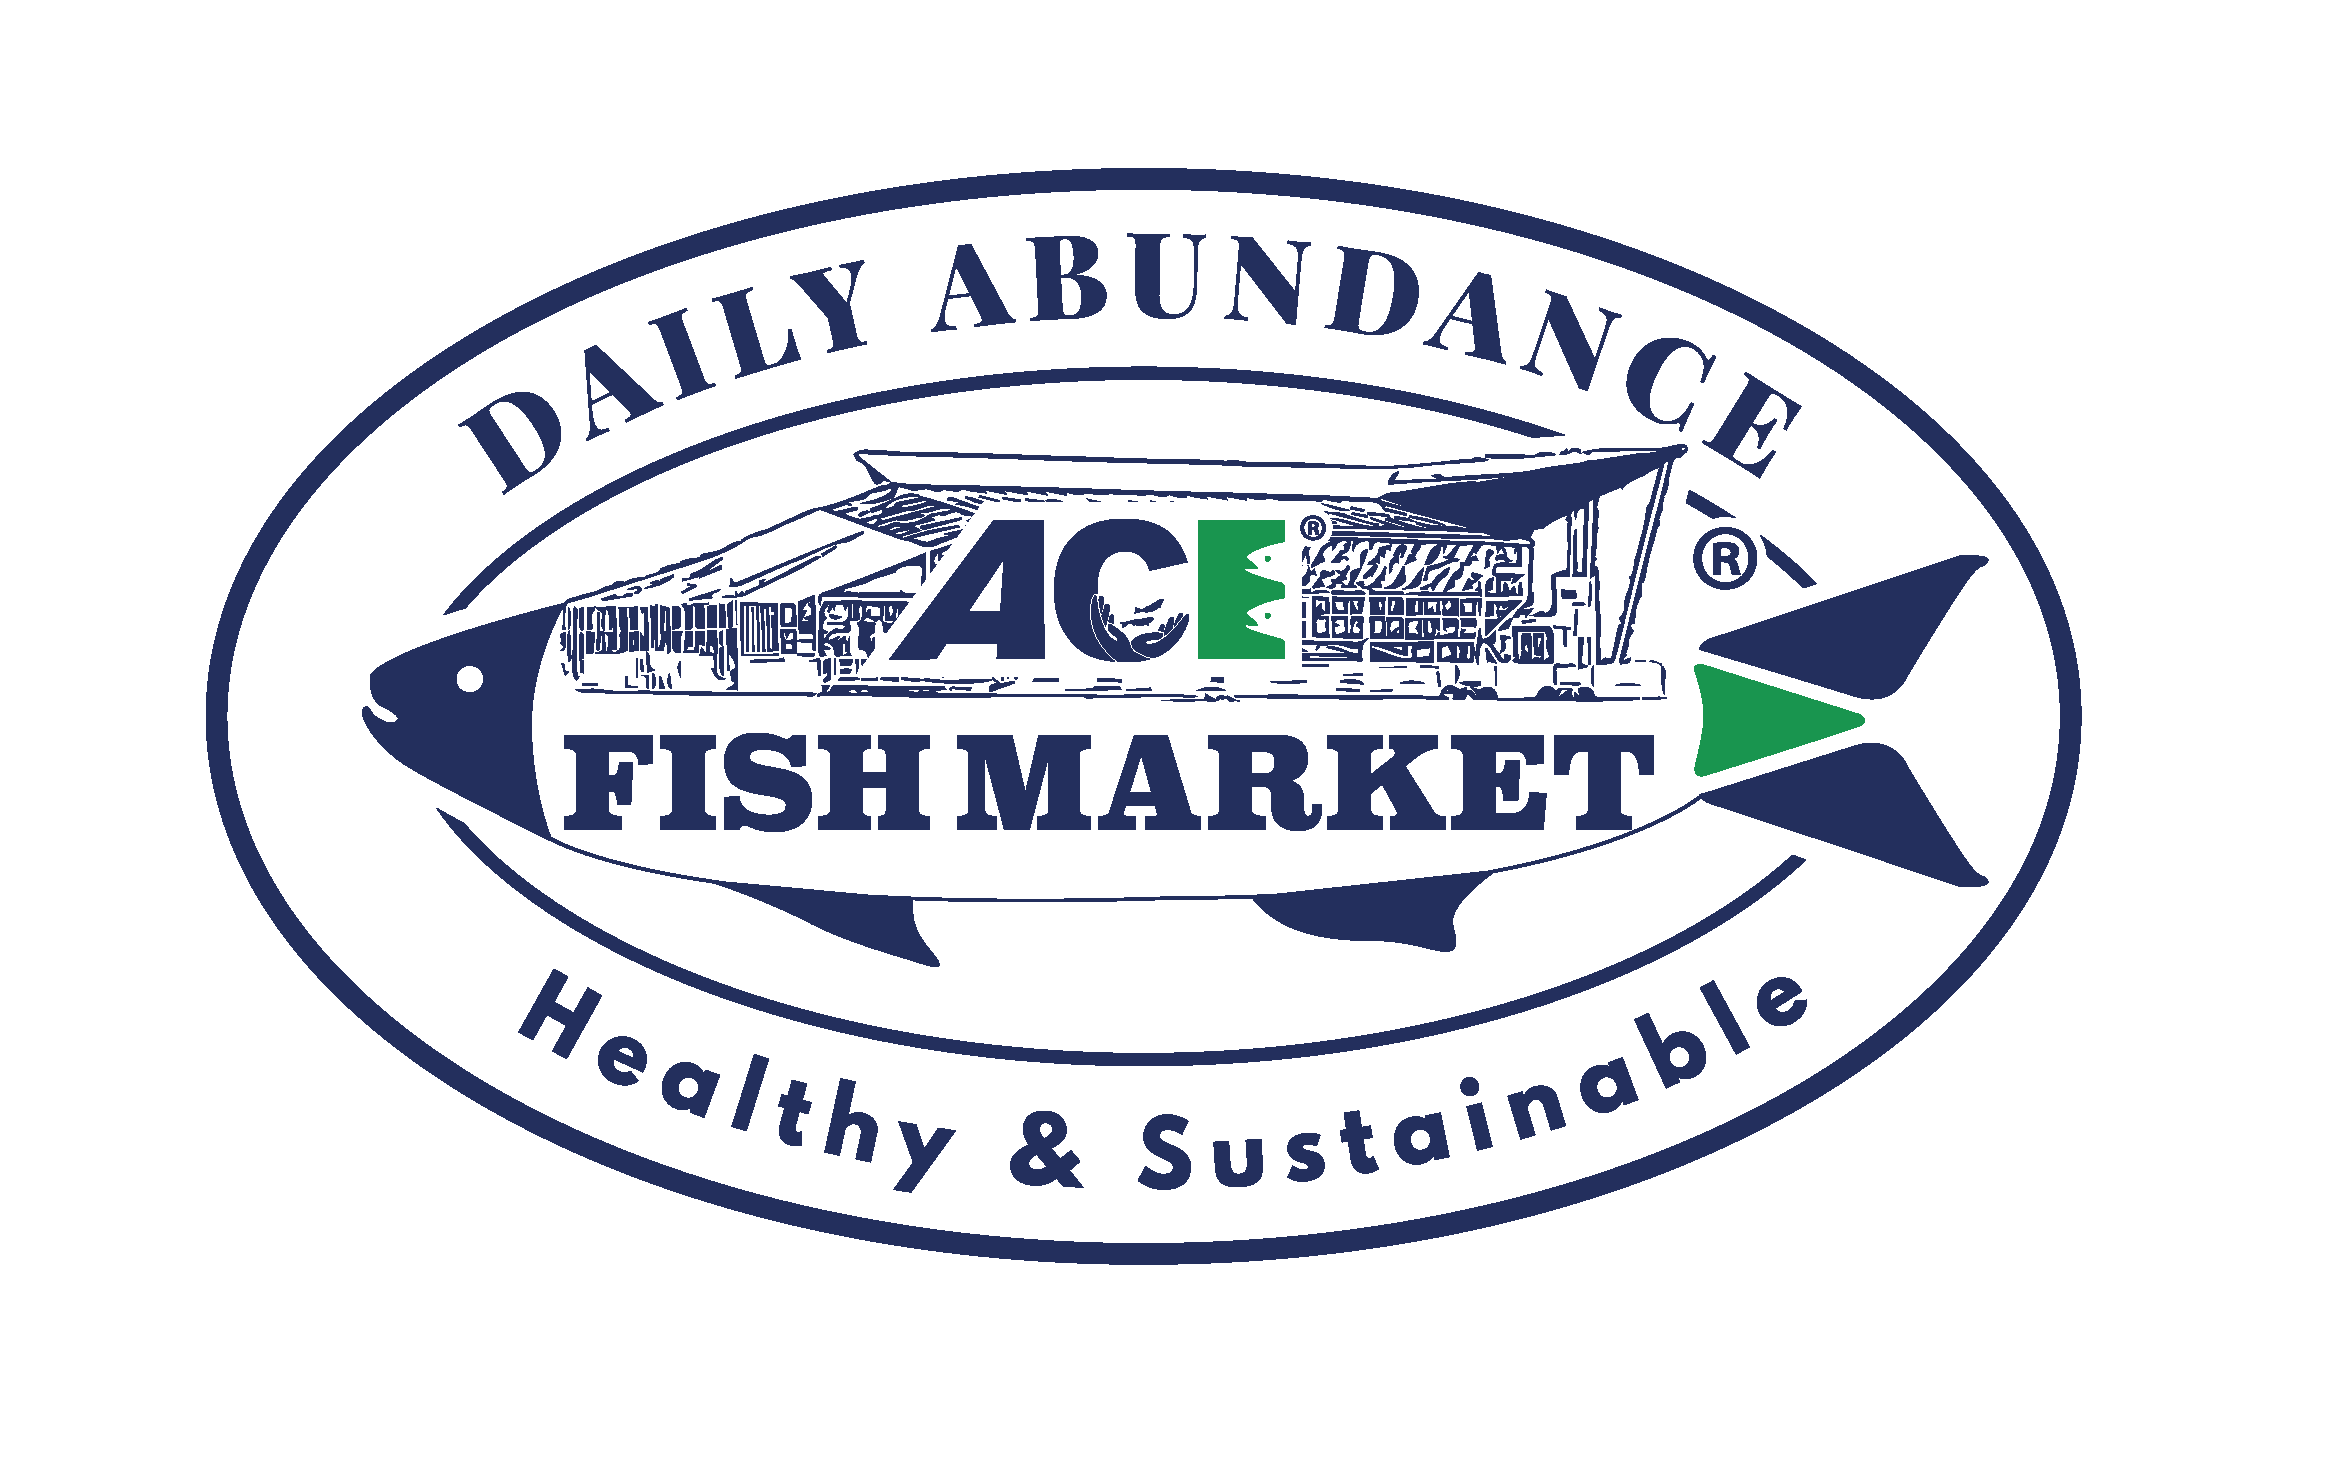 DAILY ABUNDANCE
ACE®
®
FISH MARKET
Healthy & Sustainable